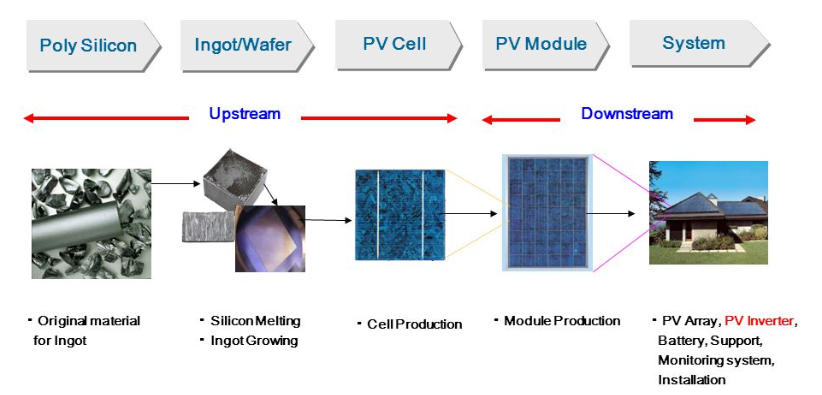 Poly Silicon
Ingot/Wafer
PV Cell
PV Module
System
Upstream
Downstream
· Original material
for Ingot
· Silicon Melting
· Ingot Growing
· Cell Production
· Module Production
· PV Array, PV Inverter,
Battery, Support,
Monitoring system,
Installation